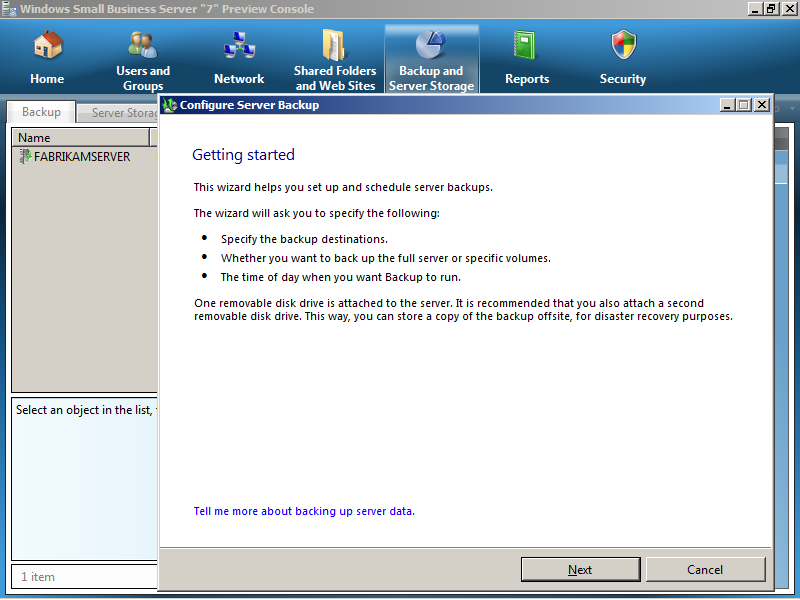 Windows Small Business Server "7" Preview Console
Home
Users and
Groups
Network
Shared Folders
and Web Sites
Backup and
Server Storage
Reports
Security
Backup
Server Storag
Name
FABRIKAMSERVER
Select an object in the list,
1 item
Configure Server Backup
Getting started
This wizard helps you set up and schedule server backups.
The wizard will ask you to specify the following:
• Specify the backup destinations.
• Whether you want to back up the full server or specific volumes.
• The time of day when you want Backup to run.
One removable disk drive is attached to the server. It is recommended that you also attach a second
removable disk drive. This way, you can store a copy of the backup offsite, for disaster recovery purposes.
Tell me more about backing up server data.
Next
Cancel